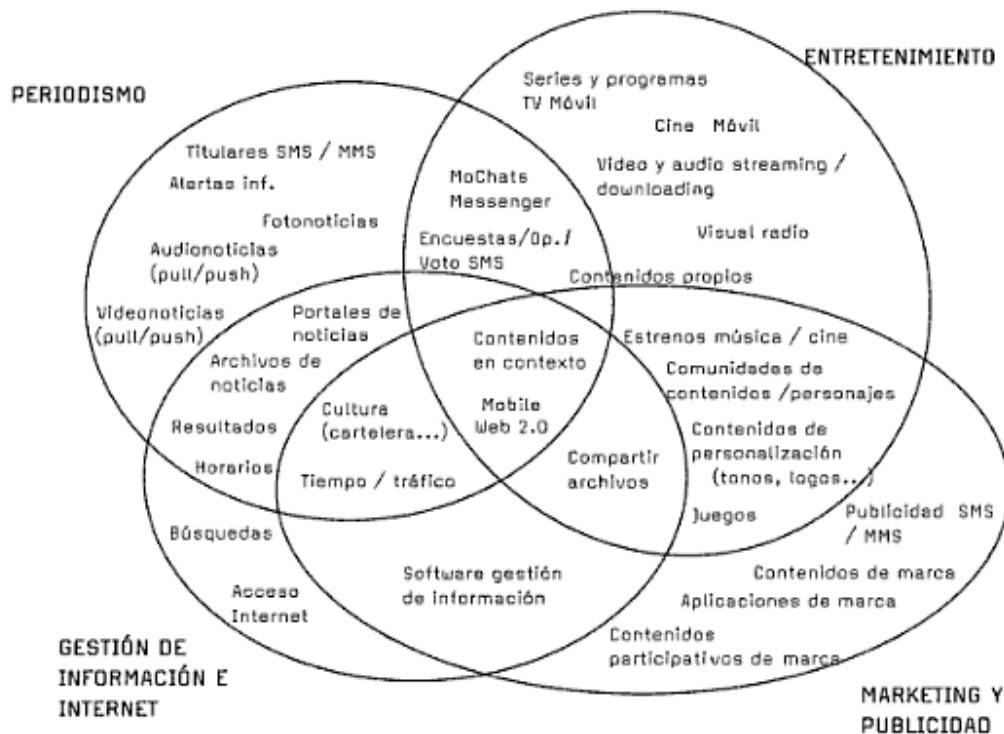 ENTRETENIMIENTO
PERIODISMO
Series y programas
TV Móvil
Cine Móvil
Titulares SMS / MMS
Alertas inf.
Fotonoticias
Audionoticias
(pull/push)
Videonoticias
(pull/push)
MoChats
Messenger
Encuestas/Op./
Voto SMS
Video y audio streaming /
downloading
Visual radio
Contenidos propios
Portales de
noticias
Archivos de
noticias
Resultados
Horarios
Contenidos
en contexto
Mobile
Web 2.0
Cultura
(cartelera...)
Tiempo / tráfico
Estrenos música / cine
Comunidades de
contenidos /personajes
Contenidos de
personalización
(tonos, logos...)
Compartir
archivos
Juegos
Publicidad SMS
/ MMS
Búsquedas
Acceso
Internet
Software gestión
de información
Contenidos de marca
Aplicaciones de marca
Contenidos
participativos de marca
GESTIÓN DE
INFORMACIÓN E
INTERNET
MARKETING Y
PUBLICIDAD